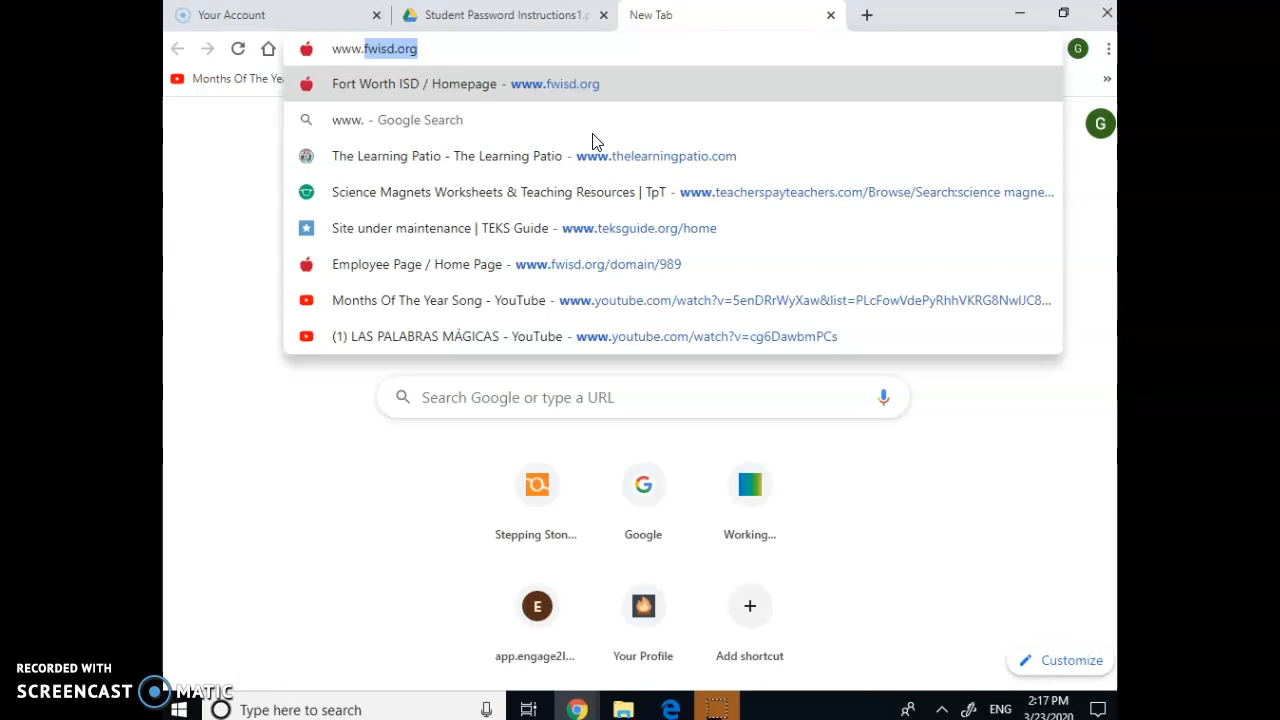 Your Account
Student Password Instructions1.p
New Tab
www.fwisd.org
G
Months Of The Yea
Fort Worth ISD / Homepage - www.fwisd.org
www. - Google Search
G
The Learning Patio - The Learning Patio - www.thelearningpatio.com
Science Magnets Worksheets & Teaching Resources | TpT - www.teacherspayteachers.com/Browse/Search:science magne...
Site under maintenance | TEKS Guide - www.teksguide.org/home
Employee Page / Home Page - www.fwisd.org/domain/989
Months Of The Year Song - YouTube - www.youtube.com/watch?v=5enDRrWyXaw&list=PLcFowVdePyRhhVKRG8NwIJC8...
(1) LAS PALABRAS MÁGICAS - YouTube - www.youtube.com/watch?v=cg6DawbmPCs
Search Google or type a URL
Stepping Ston...
Google
Working...
E
app.engage2l...
Your Profile
Add shortcut
Customize
RECORDED WITH
SCREENCAST MATIC
Type here to search
ENG
2:17 PM
3/23/2020